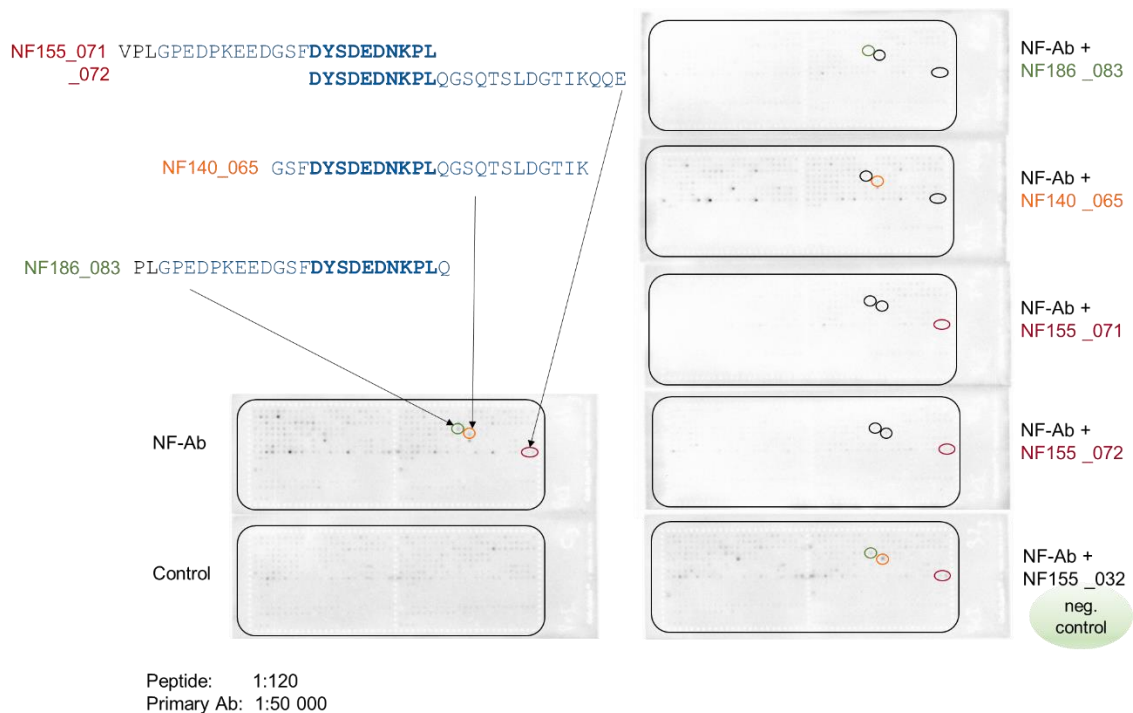 NF155_071 VPLGPEDPKEEDGSFDYSDEDNKPL
_072 DYSDEDNKPLQGSQTSLDGTIKQQE
NF140_065 GSFDYSDEDNKPLQGSQTSLDGTIK
NF186_083 PLGPEDPKEEDGSFDYSDEDNKPLQ
NF-Ab
Control
Peptide: 1:120
Primary Ab: 1:50 000
NF-Ab +
NF186 _083
NF-Ab +
NF140 _065
NF-Ab +
NF155 _071
NF-Ab +
NF155 _072
NF-Ab +
NF155 _032
neg.
control